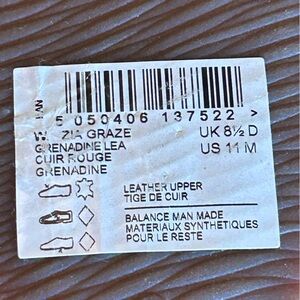 5 050406 137522 >
W. ZIA GRAZE UK 8½ D
GRENADINE LEA US 11 M
CUIR ROUGE
GRENADINE
LEATHER UPPER
TIGE DE CUIR
BALANCE MAN MADE
MATERIAUX SYNTHETIQUES
POUR LE RESTE